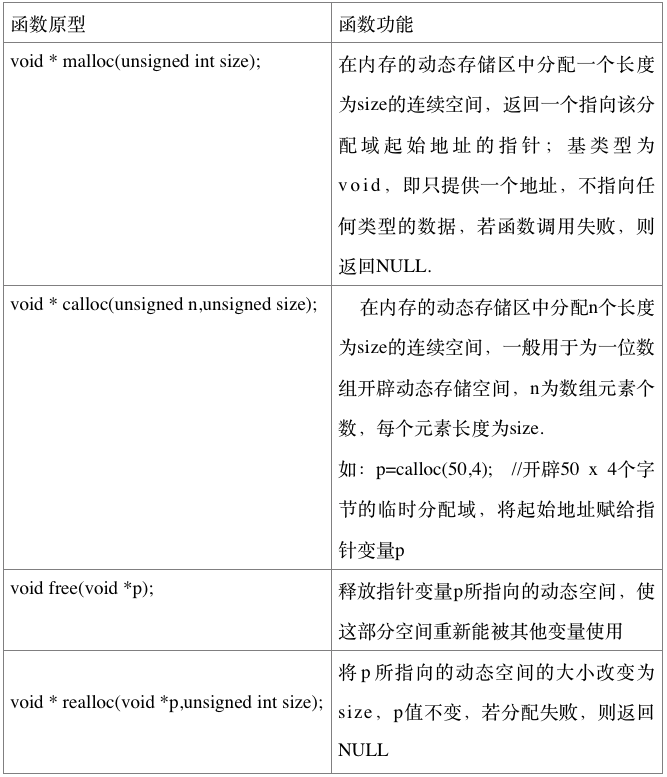 函数原型
函数功能
void * malloc(unsigned int size);
在内存的动态存储区中分配一个长度
为size的连续空间，返回一个指向该分
配域起始地址的指针；基类型为
void，即只提供一个地址，不指向任
何类型的数据，若函数调用失败，则
返回NULL.
void * calloc(unsigned n,unsigned size);
在内存的动态存储区中分配n个长度
为size的连续空间，一般用于为一位数
组开辟动态存储空间，n为数组元素个
数，每个元素长度为size.
如：p=calloc(50,4); //开辟50 x 4个字
节的临时分配域，将起始地址赋给指
针变量p
void free(void *p);
释放指针变量p所指向的动态空间，使
这部分空间重新能被其他变量使用
void * realloc(void *p,unsigned int size);
将p所指向的动态空间的大小改变为
size，p值不变，若分配失败，则返回
NULL